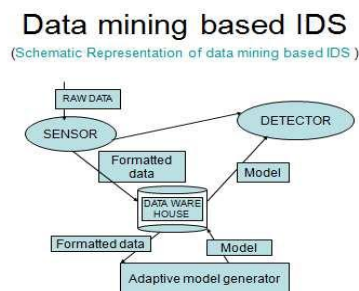 Data mining based IDS
(Schematic Representation of data mining based IDS )
RAW DATA
SENSOR
DETECTOR
Formatted
data
Model
DATA WARE
HOUSE
Formatted data
Model
Adaptive model generator